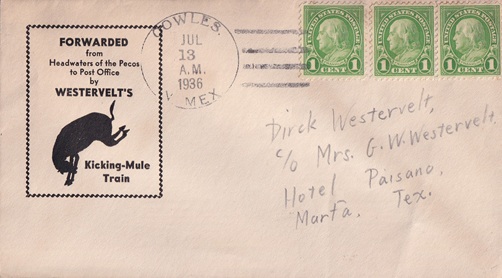 FORWARDED
from
Headwaters of the Pecos
to Post Office
by
WESTERVELT'S
Kicking-Mule
Train
COWLES,
JUL
13
A.M.
1936
N. MEX
UNITED STATES POSTAGE
1 CENT 1
UNITED STATES POSTAGE
1 CENT 1
UNITED STATES POSTAGE
1 CENT 1
Dirck Westervelt,
c/o Mrs. G. W. Westervelt,
Hotel Paisano,
Marfa, Tex.